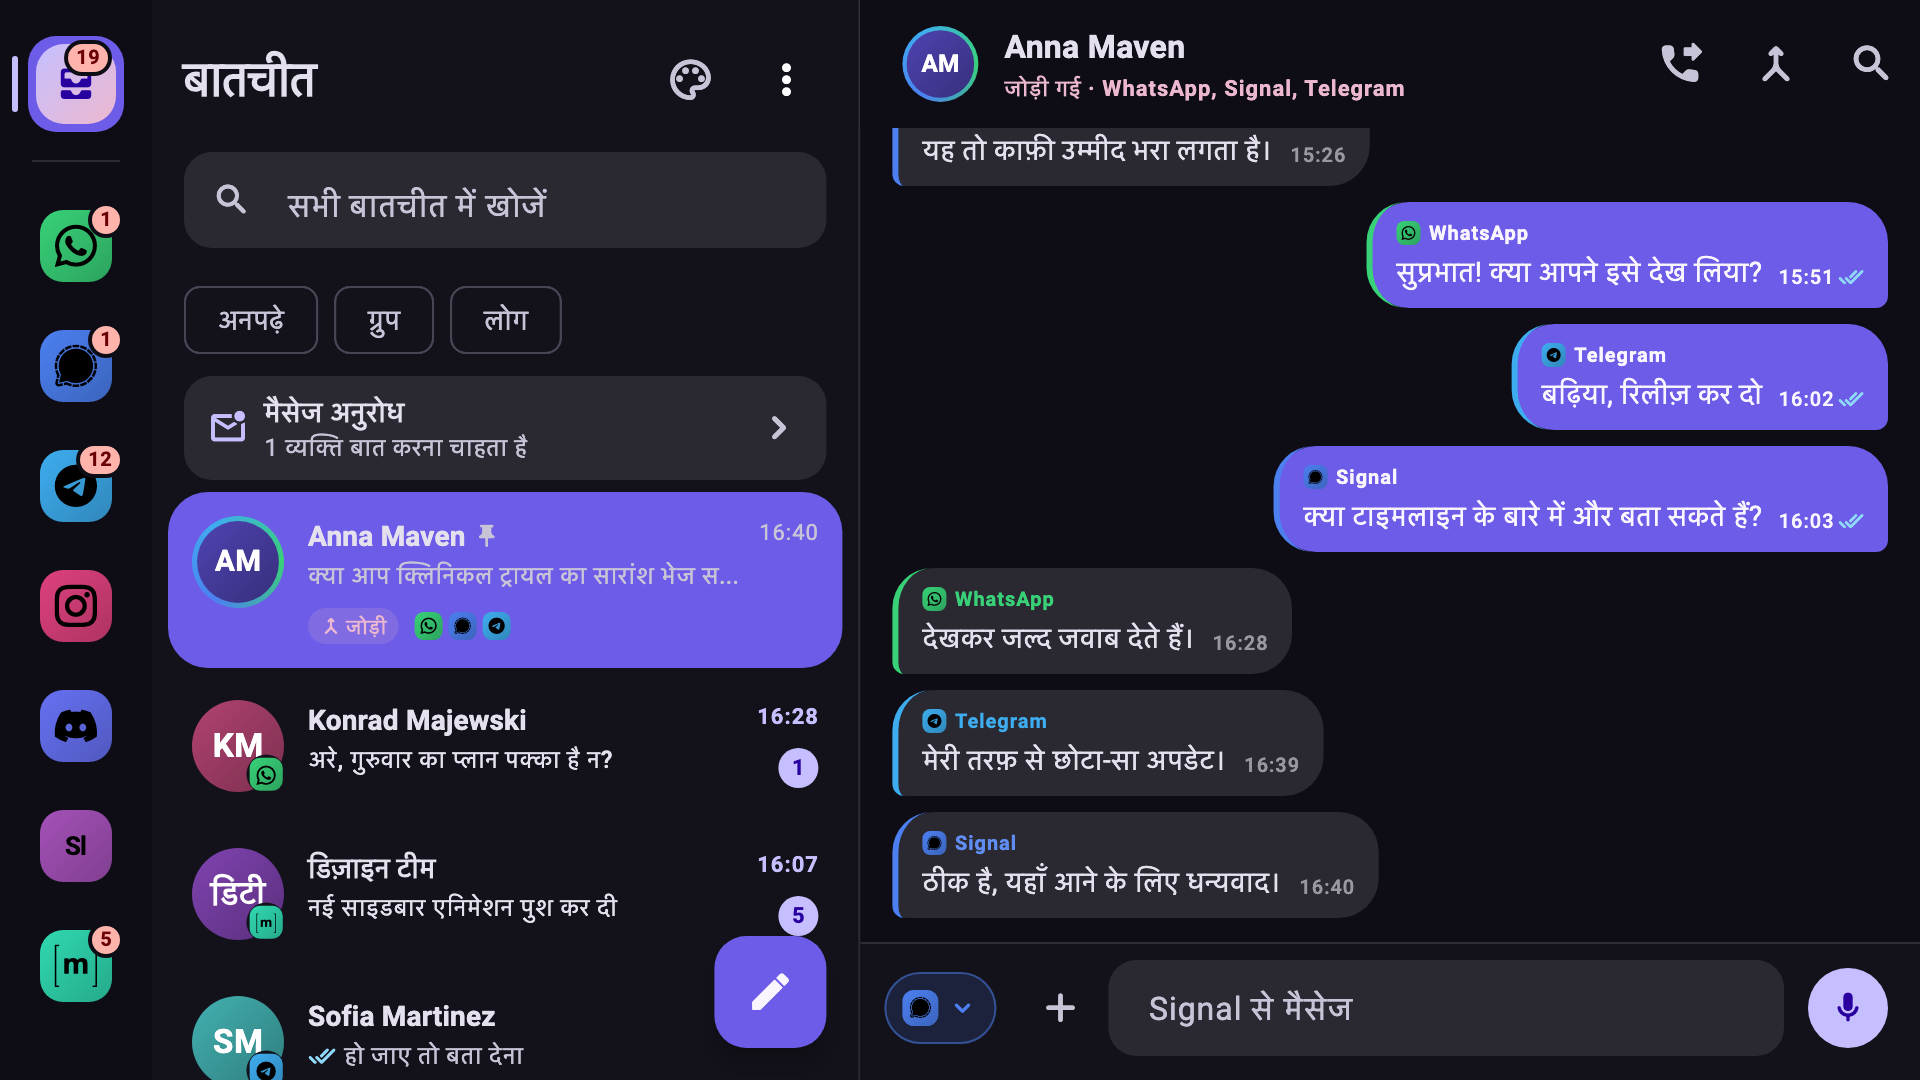 19
1
1
12
SI
[m]
5
बातचीत
सभी बातचीत में खोजें
अनपढ़े
ग्रुप
लोग
मैसेज अनुरोध
1 व्यक्ति बात करना चाहता है
Anna Maven
16:40
क्या आप क्लिनिकल ट्रायल का सारांश भेज स...
जोड़ी
KM
Konrad Majewski
16:28
अरे, गुरुवार का प्लान पक्का है न?
1
डिटी
[m]
डिज़ाइन टीम
16:07
नई साइडबार एनिमेशन पुश कर दी
5
SM
Sofia Martinez
हो जाए तो बता देना
AM
AM
Anna Maven
जोड़ी गई · WhatsApp, Signal, Telegram
यह तो काफ़ी उम्मीद भरा लगता है।
15:26
WhatsApp
सुप्रभात! क्या आपने इसे देख लिया?
15:51
Telegram
बढ़िया, रिलीज़ कर दो
16:02
Signal
क्या टाइमलाइन के बारे में और बता सकते हैं?
16:03
WhatsApp
देखकर जल्द जवाब देते हैं।
16:28
Telegram
मेरी तरफ़ से छोटा-सा अपडेट।
16:39
Signal
ठीक है, यहाँ आने के लिए धन्यवाद।
16:40
Signal से मैसेज